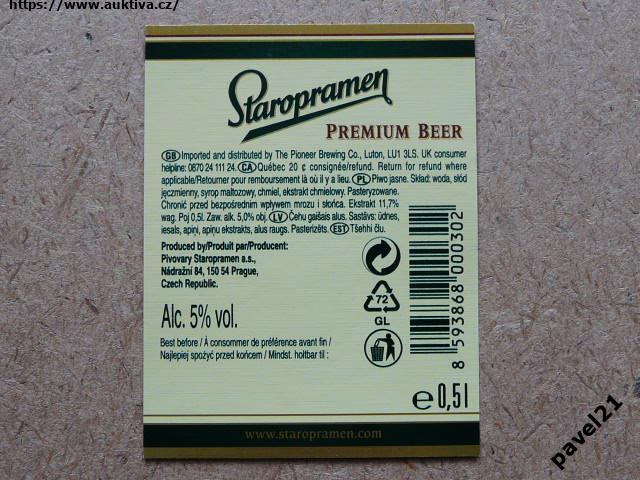 https://www.auktiva.cz/
Staropramen
PREMIUM BEER
GB Imported and distributed by The Pioneer Brewing Co., Luton, LU1 3LS. UK consumer
helpline: 0870 24 111 24. CA Québec 20 ¢ consignée/refund. Return for refund where
applicable/Retourner pour remboursement là où il y a lieu. PL Piwo jasne. Skład: woda, słód
jęczmienny, syrop maltozowy, chmiel, ekstrakt chmielowy. Pasteryzowane.
Chronić przed bezpośrednim wpływem mrozu i słońca. Ekstrakt 11,7%
wag. Poj 0,5l. Zaw. alk. 5,0% obj. LV Čehu gaišais alus. Sastāvs: ūdnes,
iesals, apiņi, apiņu ekstrakts, alus raugs. Pasterizēts. EST Tšehhi õlu.
Produced by/Produit par/Producent:
Pivovary Staropramen a.s.,
Nádražní 84, 150 54 Prague,
Czech Republic.
Alc. 5% vol.
Best before / À consommer de préférence avant fin /
Najlepiej spożyć przed końcem / Mindst. holtbar til :
72
GL
8 593868 000302
e 0,5l
www.staropramen.com
pavel21